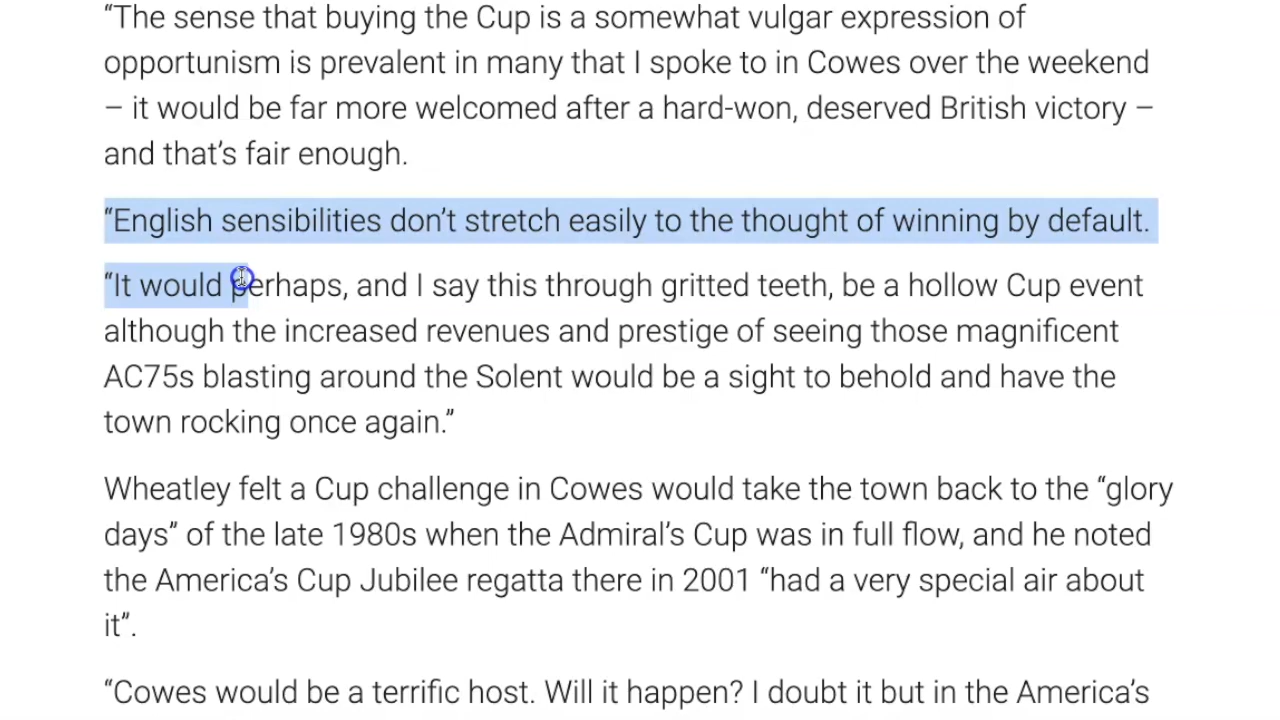 “The sense that buying the Cup is a somewhat vulgar expression of
opportunism is prevalent in many that I spoke to in Cowes over the weekend
– it would be far more welcomed after a hard-won, deserved British victory –
and that’s fair enough.
“English sensibilities don’t stretch easily to the thought of winning by default.
“It would perhaps, and I say this through gritted teeth, be a hollow Cup event
although the increased revenues and prestige of seeing those magnificent
AC75s blasting around the Solent would be a sight to behold and have the
town rocking once again.”
Wheatley felt a Cup challenge in Cowes would take the town back to the “glory
days” of the late 1980s when the Admiral’s Cup was in full flow, and he noted
the America’s Cup Jubilee regatta there in 2001 “had a very special air about
it”.
“Cowes would be a terrific host. Will it happen? I doubt it but in the America’s